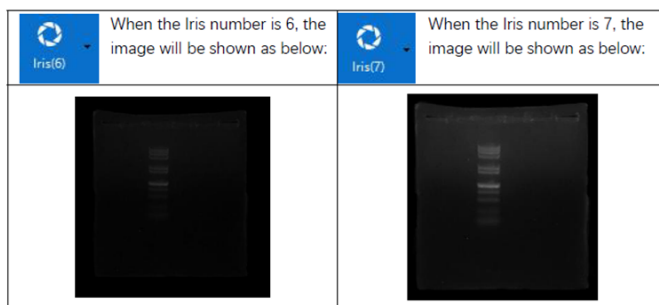 When the Iris number is 6, the
image will be shown as below:
Iris(6)
When the Iris number is 7, the
image will be shown as below:
Iris(7)